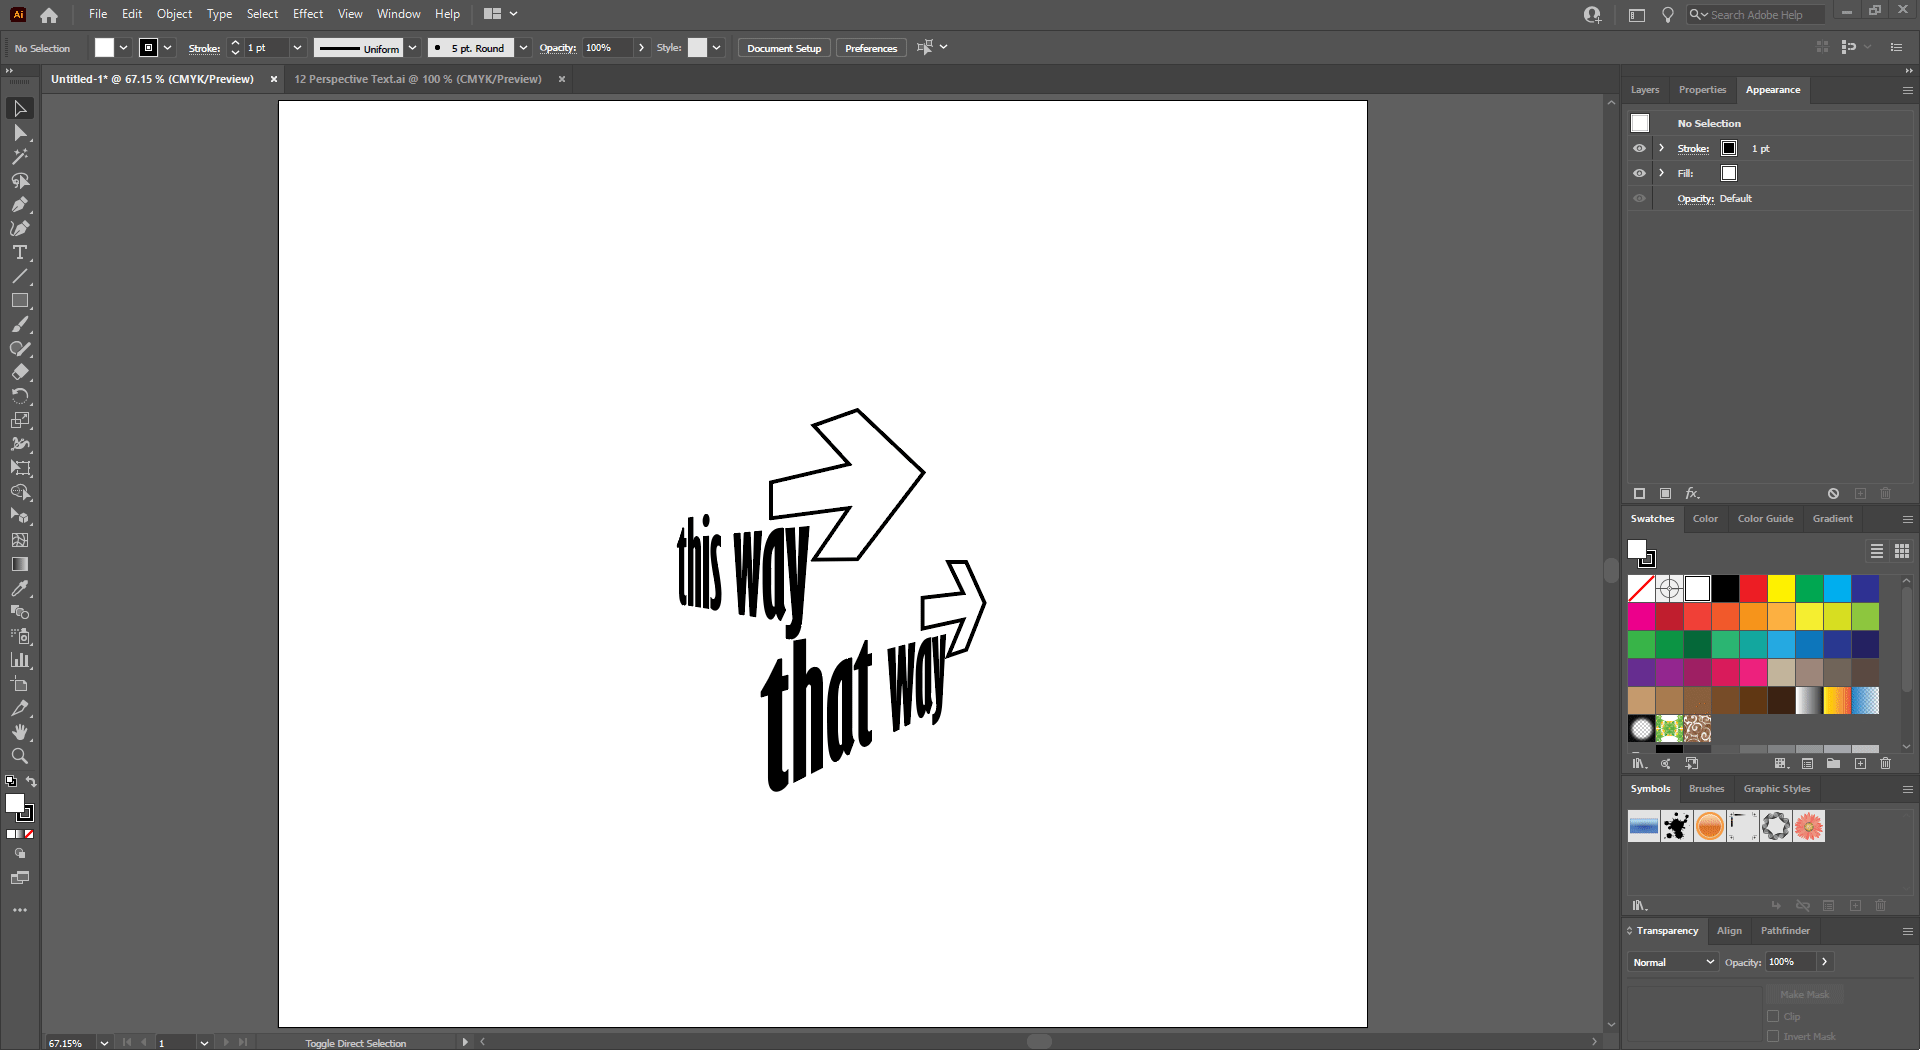 Ai File Edit Object Type Select Effect View Window Help Search Adobe Help
No Selection Stroke: 1 pt Uniform 5 pt. Round Opacity: 100% Style: Document Setup Preferences
Untitled-1* @ 67.15 % (CMYK/Preview) × 12 Perspective Text.ai @ 100 % (CMYK/Preview) ×
Layers Properties Appearance
No Selection
Stroke: 1 pt
Fill:
Opacity: Default
fx
Swatches Color Color Guide Gradient
this way
that way
Symbols Brushes Graphic Styles
Transparency Align Pathfinder
Normal Opacity: 100%
Make Mask
Clip
Invert Mask
67.15% 1 Toggle Direct Selection